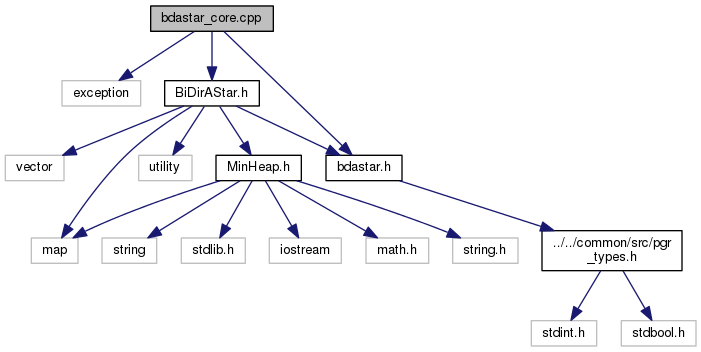 bdastar_core.cpp
exception
BiDirAStar.h
vector
utility
MinHeap.h
bdastar.h
map
string
stdlib.h
iostream
math.h
string.h
../../common/src/pgr
_types.h
stdint.h
stdbool.h